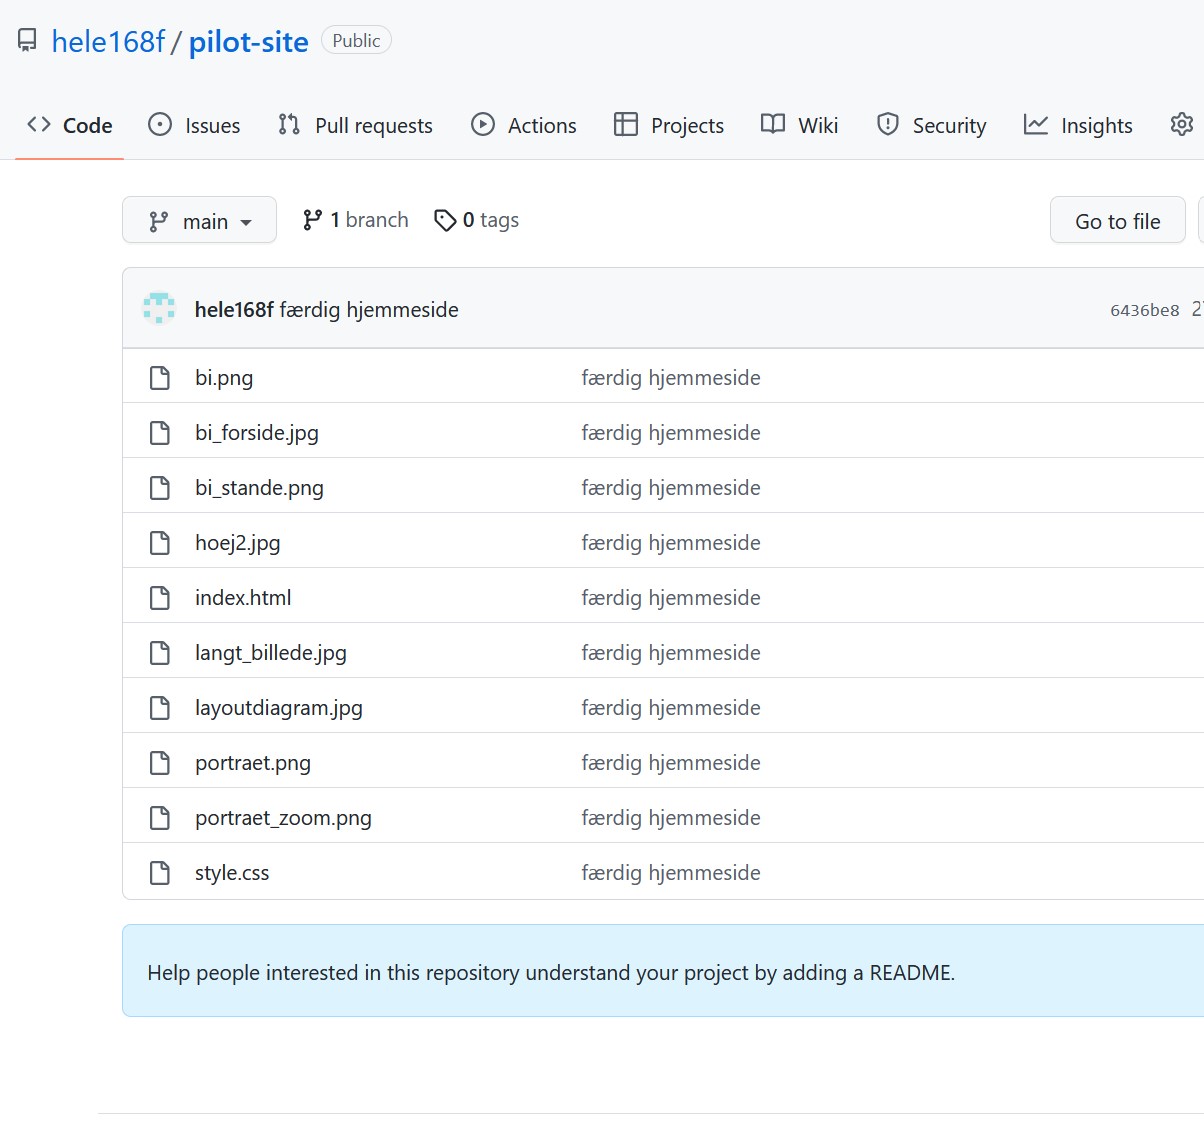 hele168f / pilot-site Public
Code Issues Pull requests Actions Projects Wiki Security Insights
main 1 branch 0 tags Go to file
hele168f færdig hjemmeside 6436be8
bi.png færdig hjemmeside
bi_forside.jpg færdig hjemmeside
bi_stande.png færdig hjemmeside
hoej2.jpg færdig hjemmeside
index.html færdig hjemmeside
langt_billede.jpg færdig hjemmeside
layoutdiagram.jpg færdig hjemmeside
portraet.png færdig hjemmeside
portraet_zoom.png færdig hjemmeside
style.css færdig hjemmeside
Help people interested in this repository understand your project by adding a README.